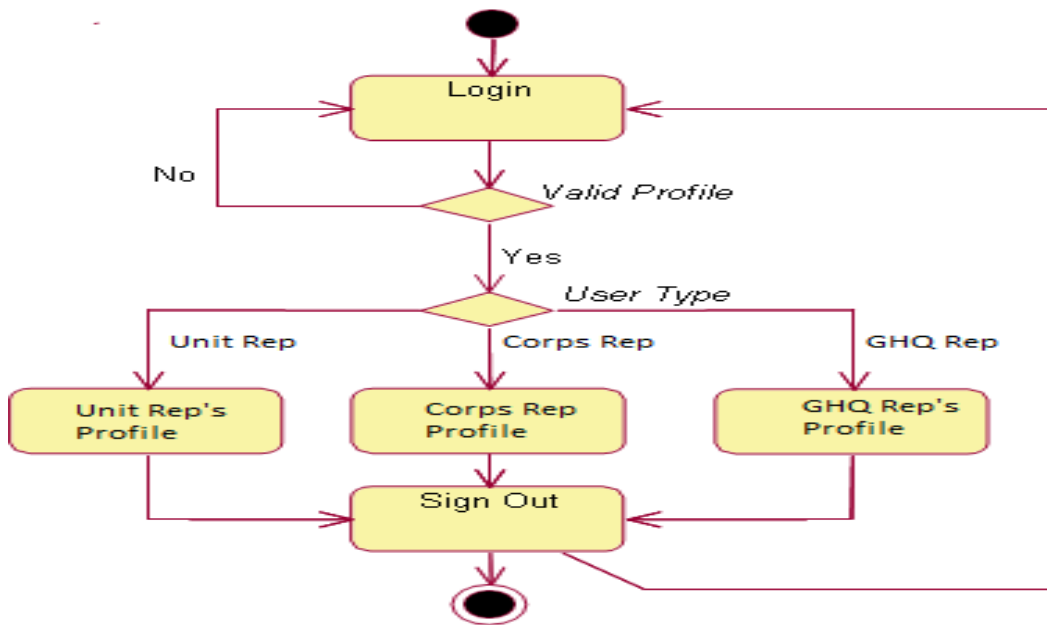 Login
No
Valid Profile
Yes
User Type
Unit Rep
Corps Rep
GHQ Rep
Unit Rep's
Profile
Corps Rep
Profile
GHQ Rep's
Profile
Sign Out